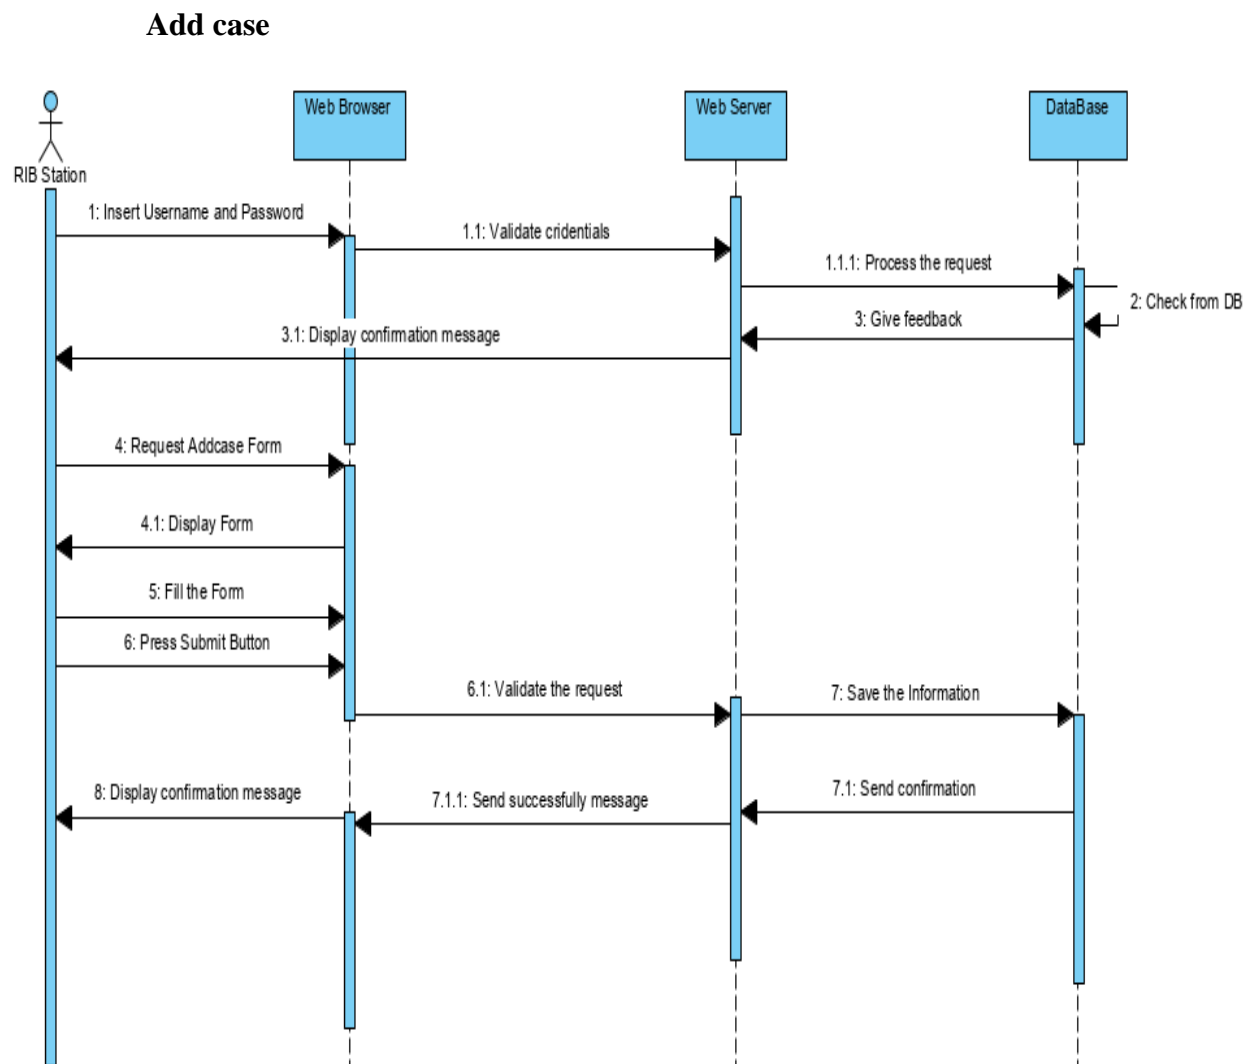 Add case
Web Browser
Web Server
DataBase
RIB Station
1: Insert Username and Password
1.1: Validate cridentials
1.1.1: Process the request
2: Check from DB
3: Give feedback
3.1: Display confirmation message
4: Request Addcase Form
4.1: Display Form
5: Fill the Form
6: Press Submit Button
6.1: Validate the request
7: Save the Information
7.1: Send confirmation
7.1.1: Send successfully message
8: Display confirmation message